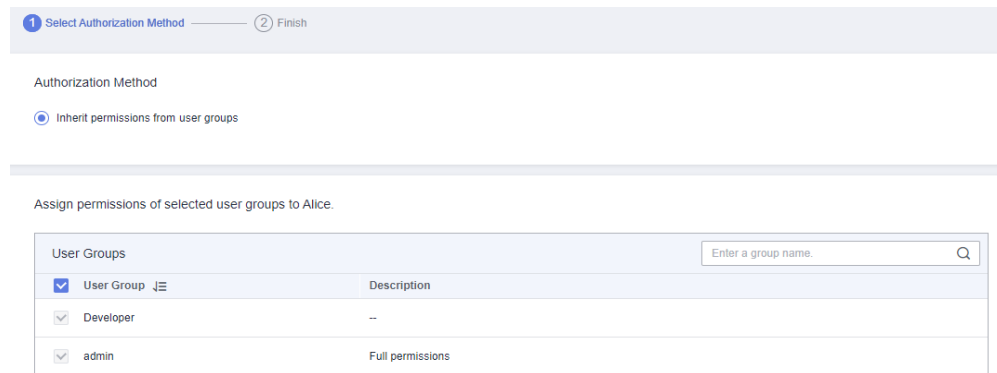 1 Select Authorization Method 2 Finish
Authorization Method
Inherit permissions from user groups
Assign permissions of selected user groups to Alice.
User Groups Enter a group name.
User Group Description
Developer --
admin Full permissions